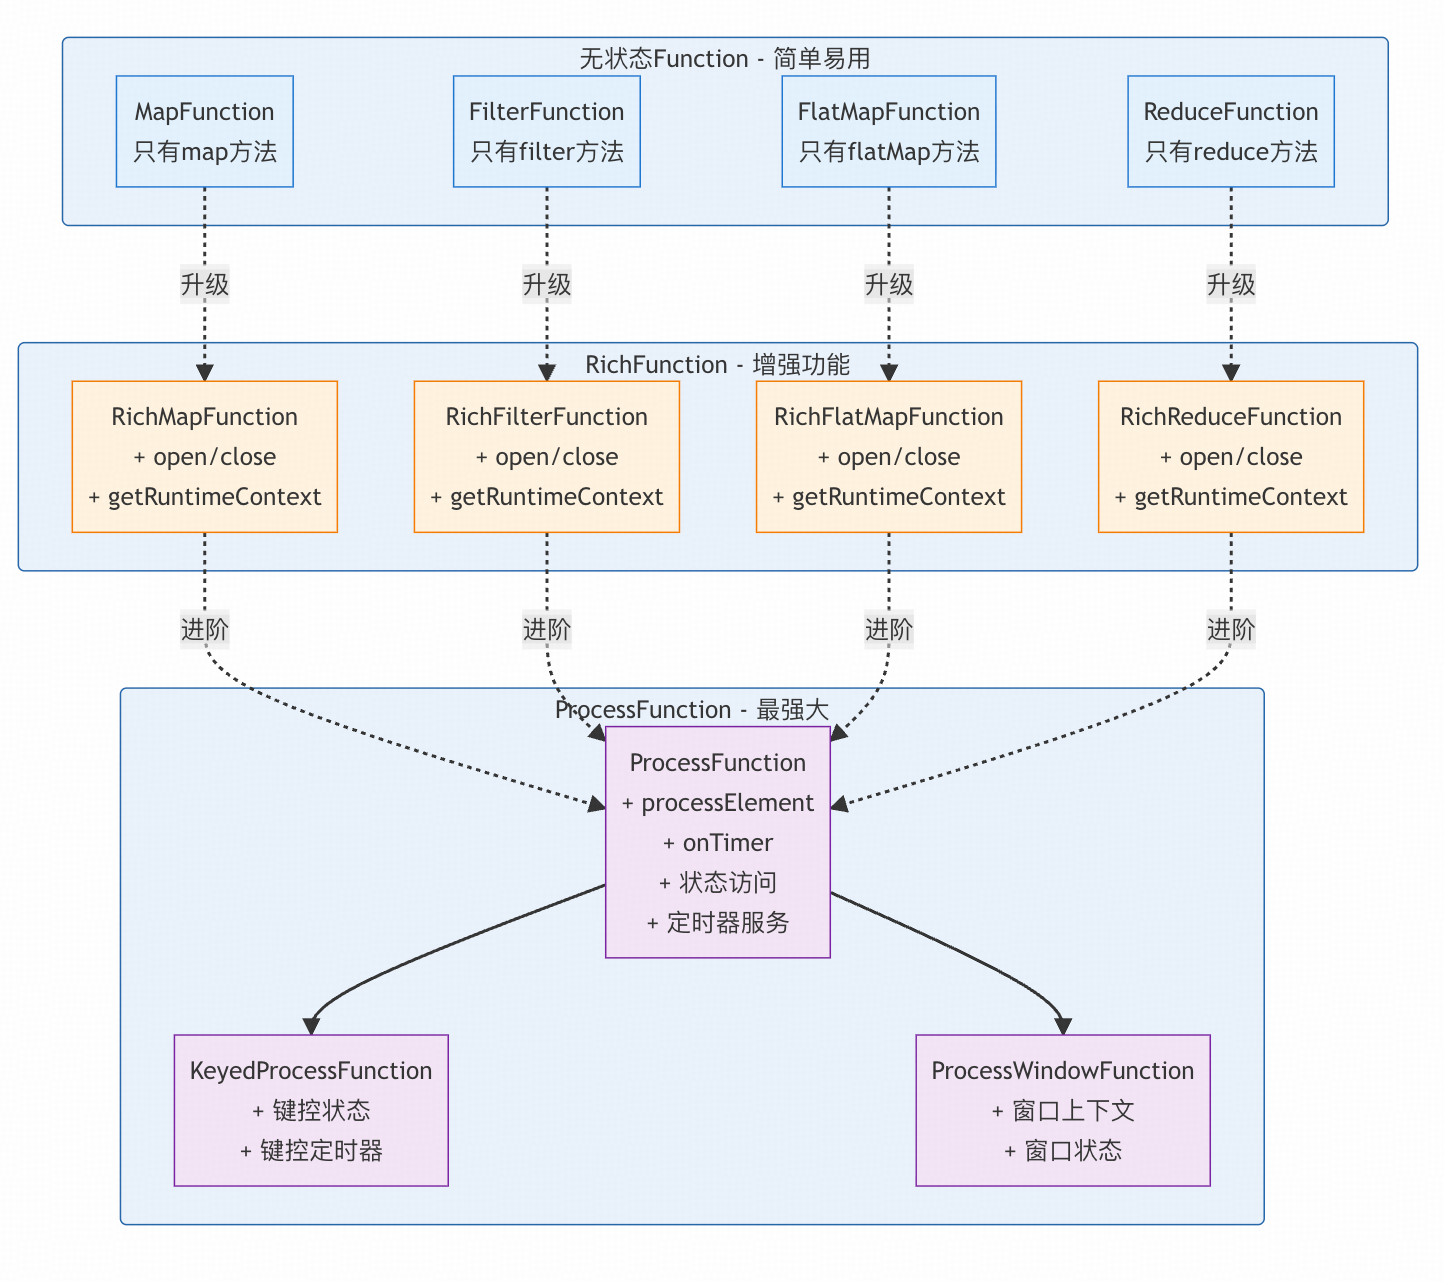 无状态Function - 简单易用
MapFunction
只有map方法
FilterFunction
只有filter方法
FlatMapFunction
只有flatMap方法
ReduceFunction
只有reduce方法
升级
升级
升级
升级
RichFunction - 增强功能
RichMapFunction
+ open/close
+ getRuntimeContext
RichFilterFunction
+ open/close
+ getRuntimeContext
RichFlatMapFunction
+ open/close
+ getRuntimeContext
RichReduceFunction
+ open/close
+ getRuntimeContext
进阶
进阶
进阶
进阶
ProcessFunction - 最强大
ProcessFunction
+ processElement
+ onTimer
+ 状态访问
+ 定时器服务
KeyedProcessFunction
+ 键控状态
+ 键控定时器
ProcessWindowFunction
+ 窗口上下文
+ 窗口状态